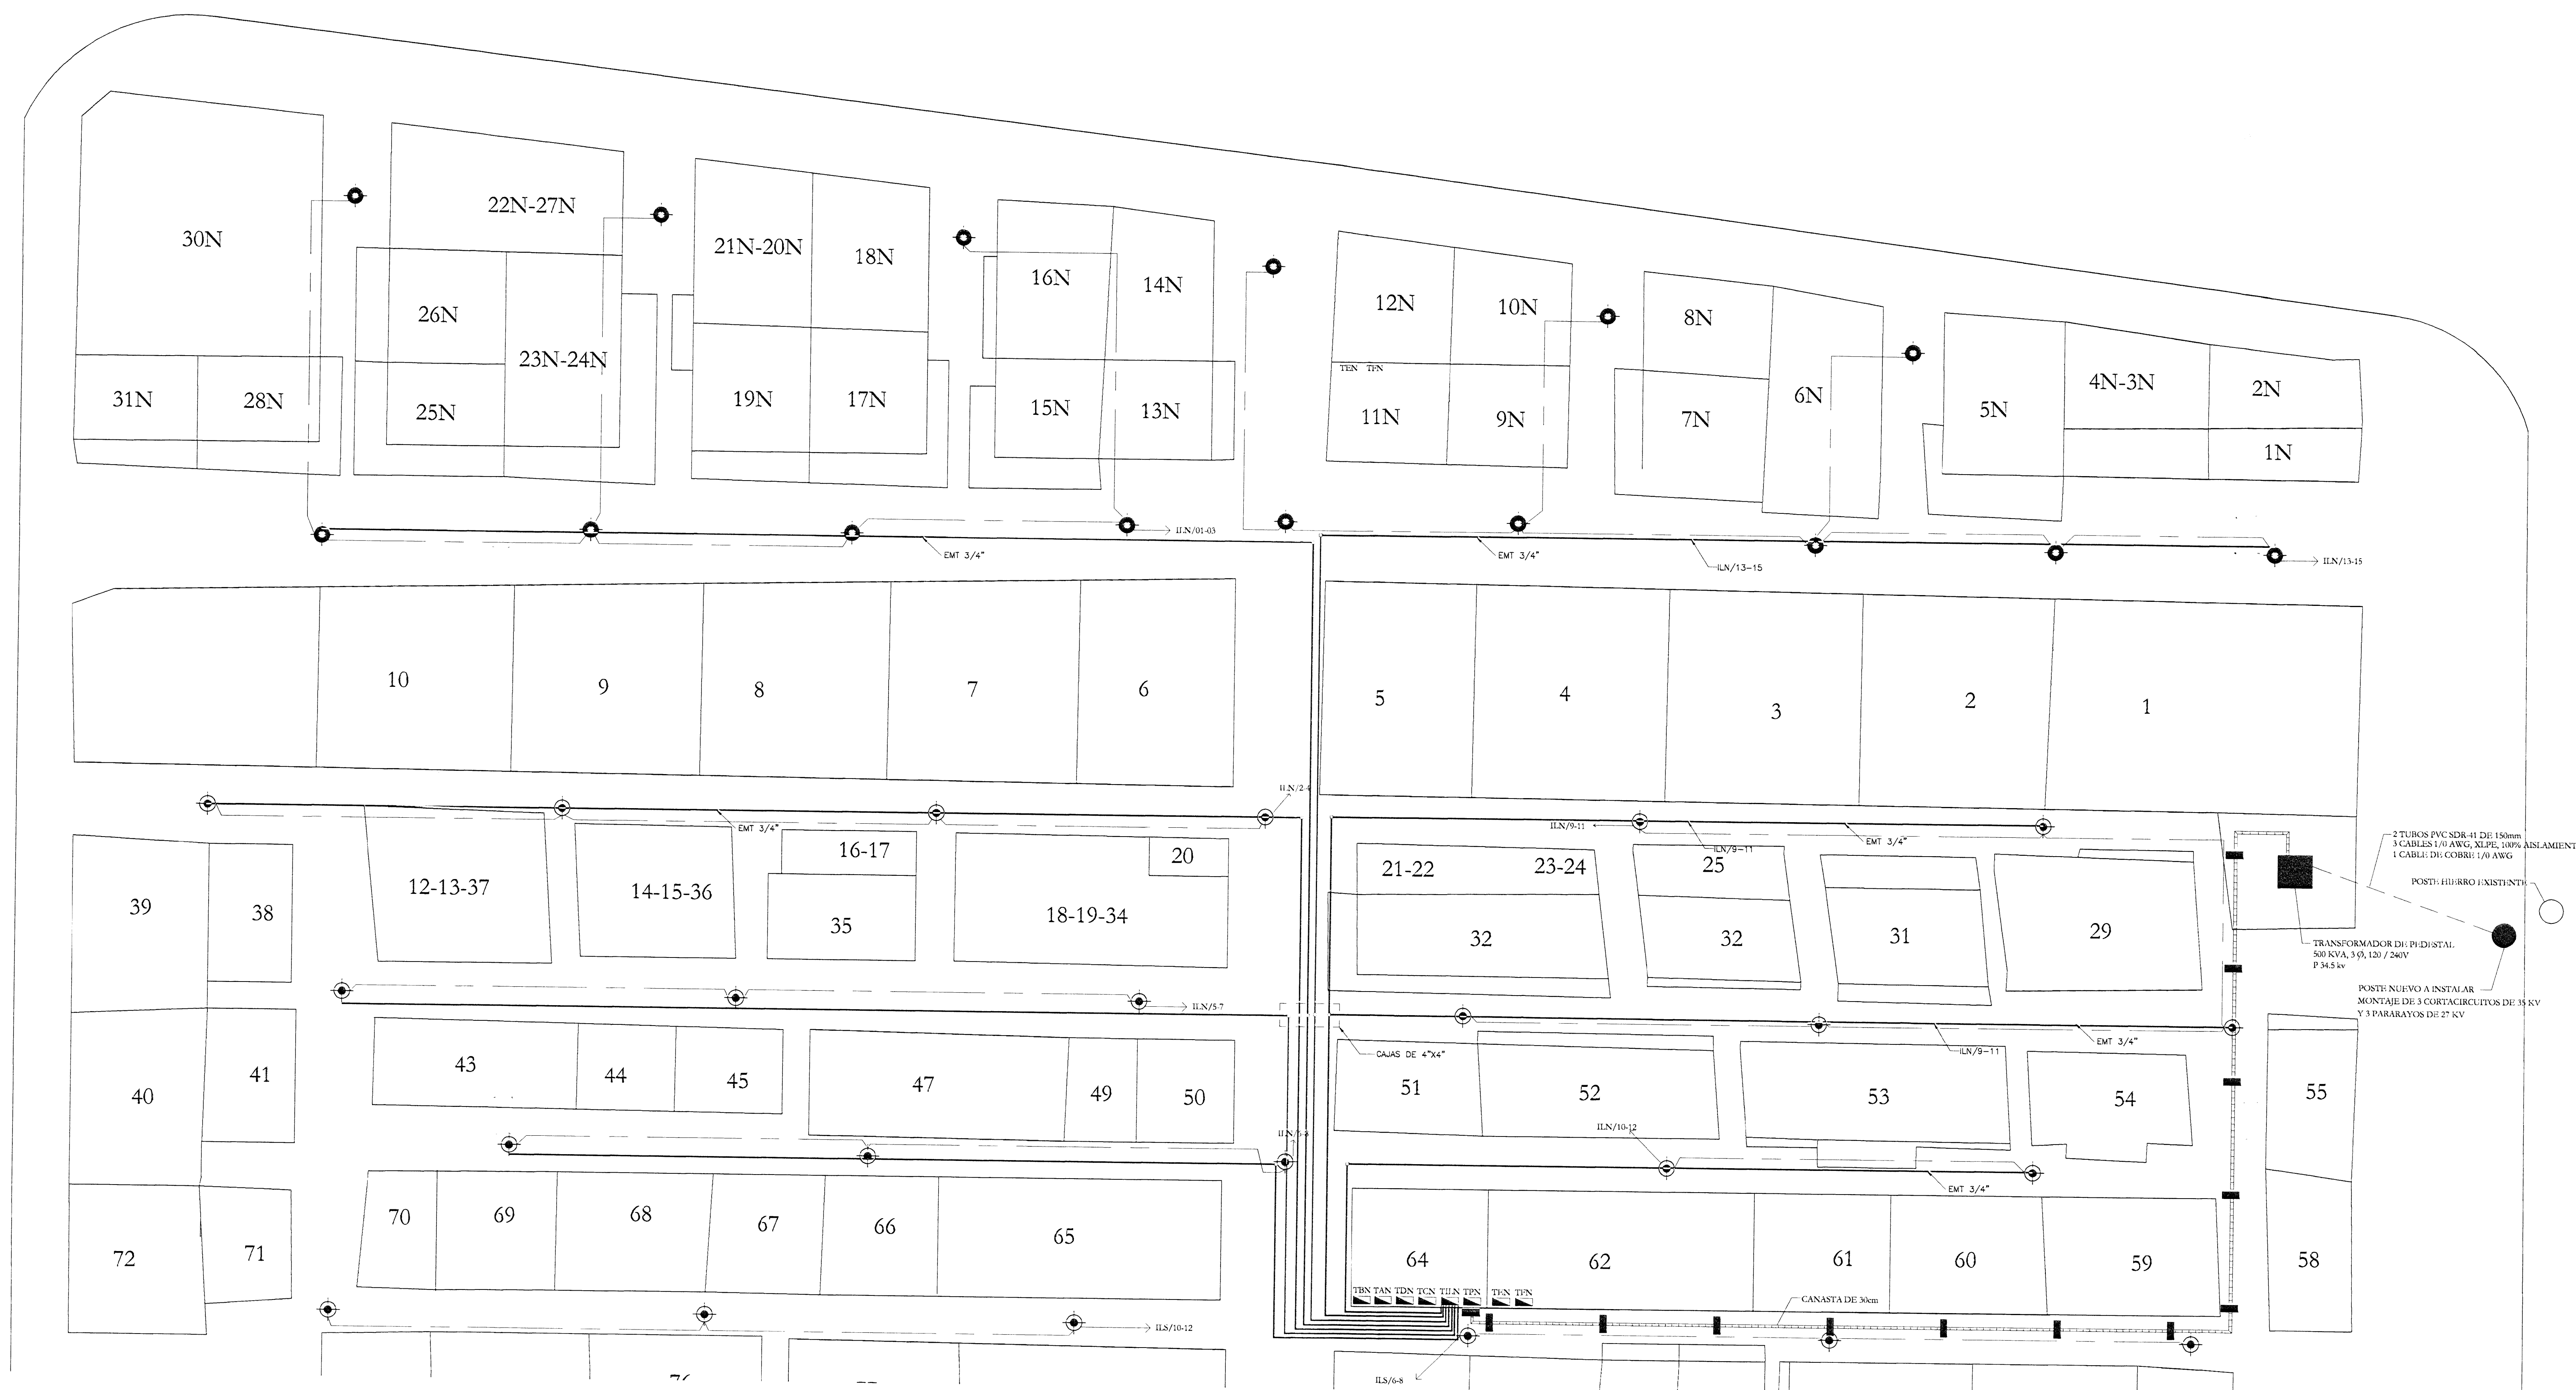 30N
22N-27N
21N-20N
18N
16N
14N
12N
10N
8N
6N
5N
4N-3N
2N
1N
26N
23N-24N
31N
28N
25N
19N
17N
15N
13N
TEN TFN
11N
9N
7N
ILN/01-03
EMT 3/4"
EMT 3/4"
ILN/13-15
ILN/13-15
10
9
8
7
6
5
4
3
2
1
ILN/2-4
EMT 3/4"
ILN/9-11
ILN/9-11
EMT 3/4"
2 TUBOS PVC SDR-41 DE 150mm
3 CABLES 1/0 AWG, XLPE, 100% AISLAMIENT
1 CABLE DE COBRE 1/0 AWG
POSTE HIERRO EXISTENTE
39
38
12-13-37
14-15-36
16-17
35
20
18-19-34
21-22
23-24
25
32
32
31
29
TRANSFORMADOR DE PEDESTAL
500 KVA, 3 Ø, 120 / 240V
P 34.5 kv
POSTE NUEVO A INSTALAR
MONTAJE DE 3 CORTACIRCUITOS DE 35 KV
Y 3 PARARAYOS DE 27 KV
ILN/5-7
CAJAS DE 4"X4"
ILN/9-11
EMT 3/4"
40
41
43
44
45
47
49
50
51
52
53
54
55
ILN/10-12
EMT 3/4"
72
71
70
69
68
67
66
65
64
62
61
60
59
58
TBN TAN TDN TCN TILN TPN TEN TFN
CANASTA DE 30cm
ILS/10-12
ILS/6-8